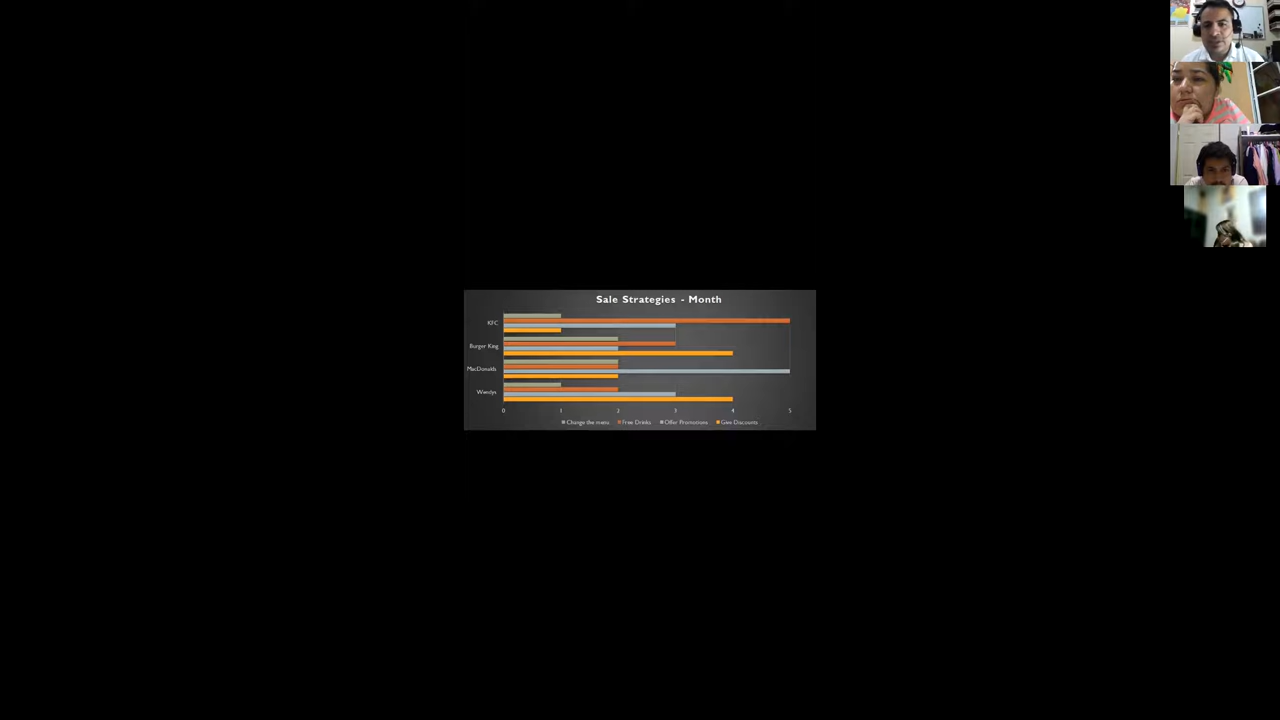 Sale Strategies - Month
KFC
Burger King
MacDonalds
Wendys
0 1 2 3 4 5
Change the menu Free Drinks Offer Promotions Give Discounts